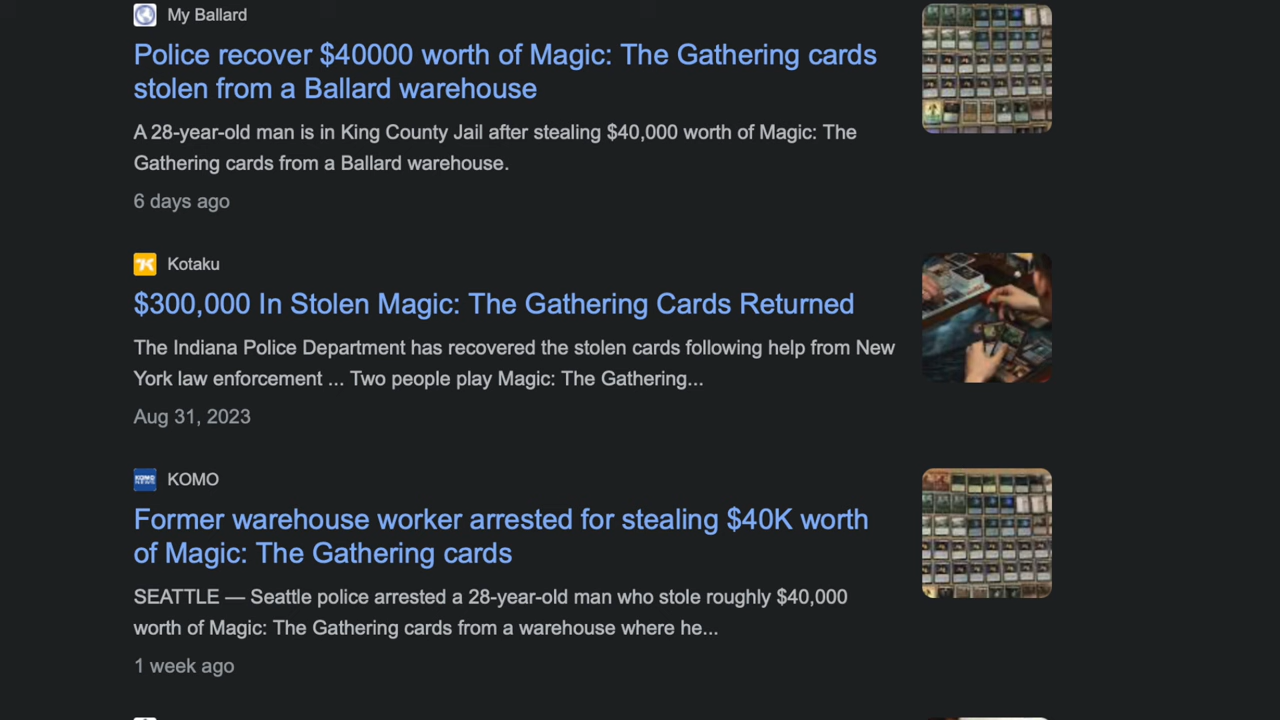 My Ballard
Police recover $40000 worth of Magic: The Gathering cards
stolen from a Ballard warehouse
A 28-year-old man is in King County Jail after stealing $40,000 worth of Magic: The
Gathering cards from a Ballard warehouse.
6 days ago
Kotaku
$300,000 In Stolen Magic: The Gathering Cards Returned
The Indiana Police Department has recovered the stolen cards following help from New
York law enforcement ... Two people play Magic: The Gathering...
Aug 31, 2023
KOMO
Former warehouse worker arrested for stealing $40K worth
of Magic: The Gathering cards
SEATTLE — Seattle police arrested a 28-year-old man who stole roughly $40,000
worth of Magic: The Gathering cards from a warehouse where he...
1 week ago